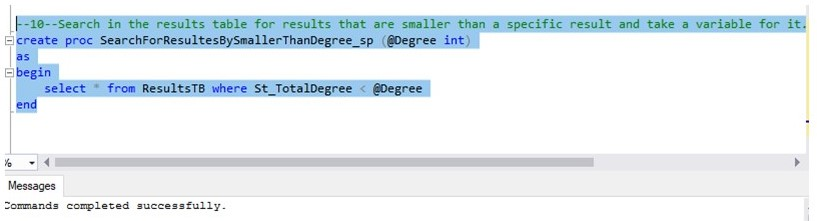 --10--Search in the results table for results that are smaller than a specific result and take a variable for it.
create proc SearchForResultesBySmallerThanDegree_sp (@Degree int)
as
begin
select * from ResultsTB where St_TotalDegree < @Degree
end
%
Messages
Commands completed successfully.